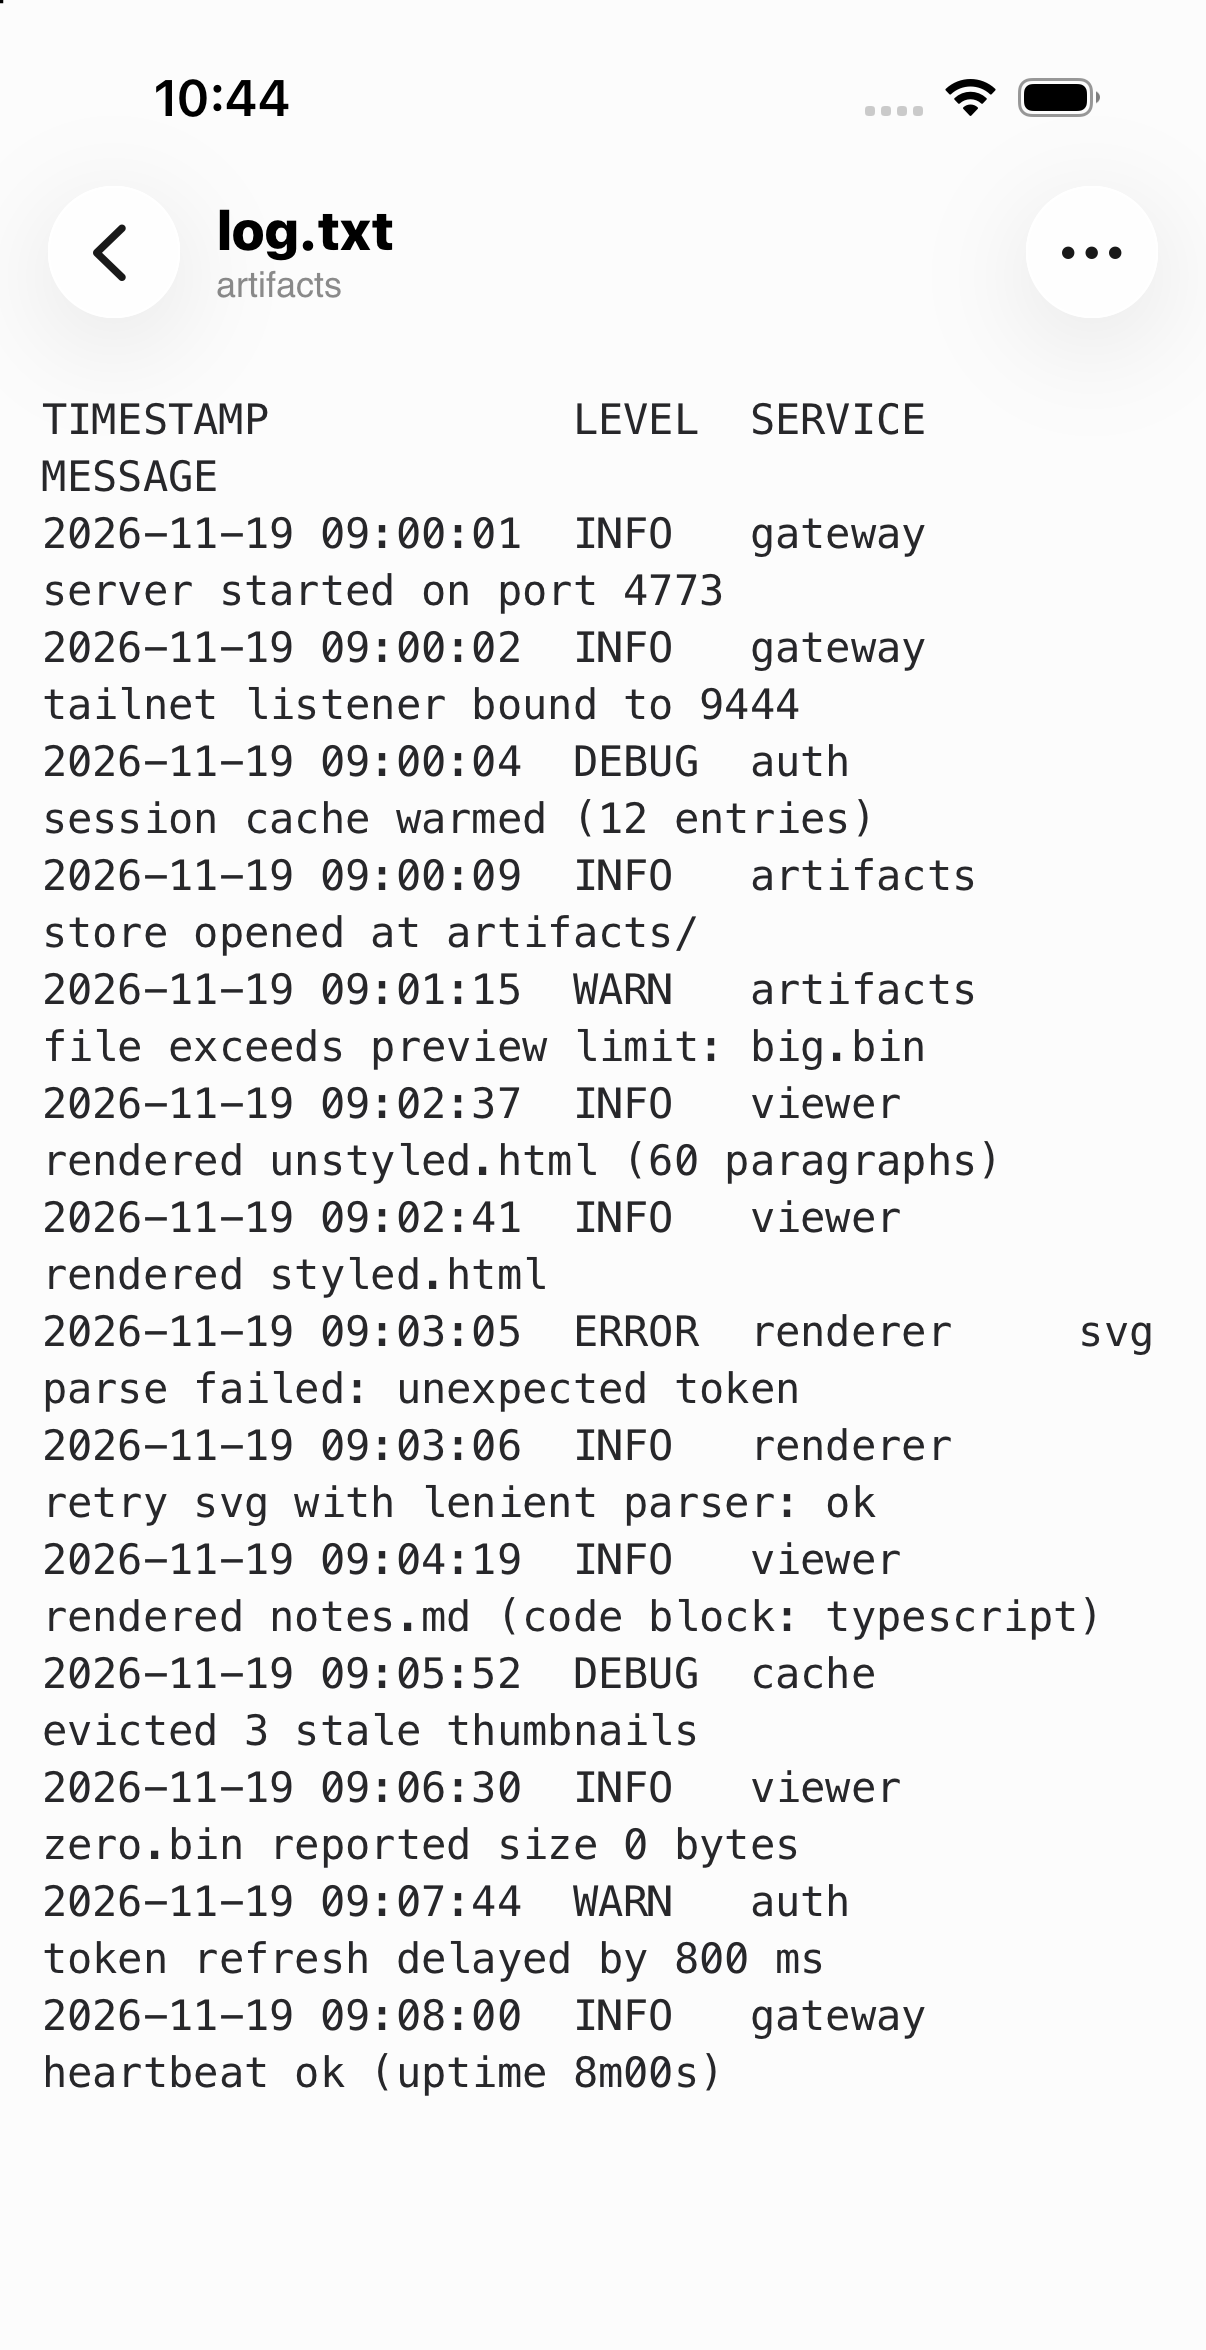 10:44
log.txt
artifacts
TIMESTAMP            LEVEL  SERVICE
MESSAGE
2026-11-19 09:00:01  INFO   gateway
server started on port 4773
2026-11-19 09:00:02  INFO   gateway
tailnet listener bound to 9444
2026-11-19 09:00:04  DEBUG  auth
session cache warmed (12 entries)
2026-11-19 09:00:09  INFO   artifacts
store opened at artifacts/
2026-11-19 09:01:15  WARN   artifacts
file exceeds preview limit: big.bin
2026-11-19 09:02:37  INFO   viewer
rendered unstyled.html (60 paragraphs)
2026-11-19 09:02:41  INFO   viewer
rendered styled.html
2026-11-19 09:03:05  ERROR  renderer     svg
parse failed: unexpected token
2026-11-19 09:03:06  INFO   renderer
retry svg with lenient parser: ok
2026-11-19 09:04:19  INFO   viewer
rendered notes.md (code block: typescript)
2026-11-19 09:05:52  DEBUG  cache
evicted 3 stale thumbnails
2026-11-19 09:06:30  INFO   viewer
zero.bin reported size 0 bytes
2026-11-19 09:07:44  WARN   auth
token refresh delayed by 800 ms
2026-11-19 09:08:00  INFO   gateway
heartbeat ok (uptime 8m00s)